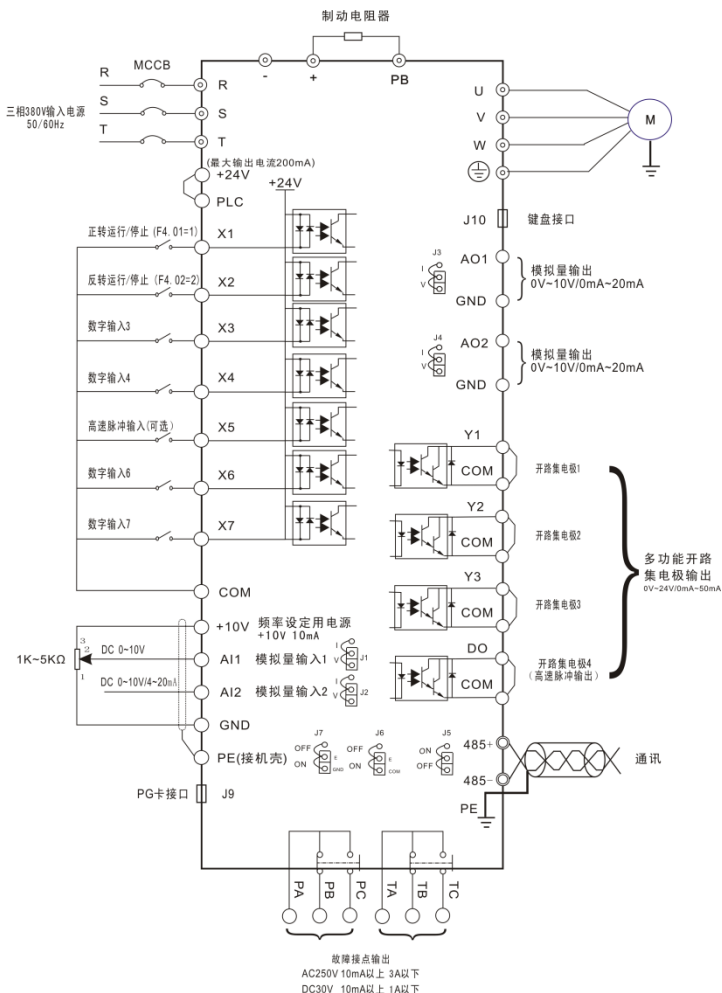 制动电阻器
- + PB
MCCB
R R
S S
T T
三相380V输入电源
50/60Hz
U
V
W
M
(最大输出电流200mA)
+24V
+24V
PLC
J10 键盘接口
正转运行/停止 (F4.01=1) X1
反转运行/停止 (F4.02=2) X2
数字输入3 X3
数字输入4 X4
高速脉冲输入(可选) X5
数字输入6 X6
数字输入7 X7
COM
J3
I
V
AO1
GND
模拟量输出
0V~10V/0mA~20mA
J4
I
V
AO2
GND
模拟量输出
0V~10V/0mA~20mA
Y1
COM
开路集电极1
Y2
COM
开路集电极2
Y3
COM
开路集电极3
DO
COM
开路集电极4
(高速脉冲输出)
多功能开路
集电极输出
0V~24V/0mA~50mA
+10V 频率设定用电源
+10V 10mA
3
2
1
1K~5KΩ
DC 0~10V
AI1 模拟量输入1
I
V
J1
DC 0~10V/4~20mA
AI2 模拟量输入2
I
V
J2
GND
PE(接机壳)
J7
OFF
ON
E
GND
J6
OFF
ON
E
COM
J5
ON
OFF
485+
485-
通讯
PE
PG卡接口 J9
PA PB PC TA TB TC
故障接点输出
AC250V 10mA以上 3A以下
DC30V 10mA以上 1A以下